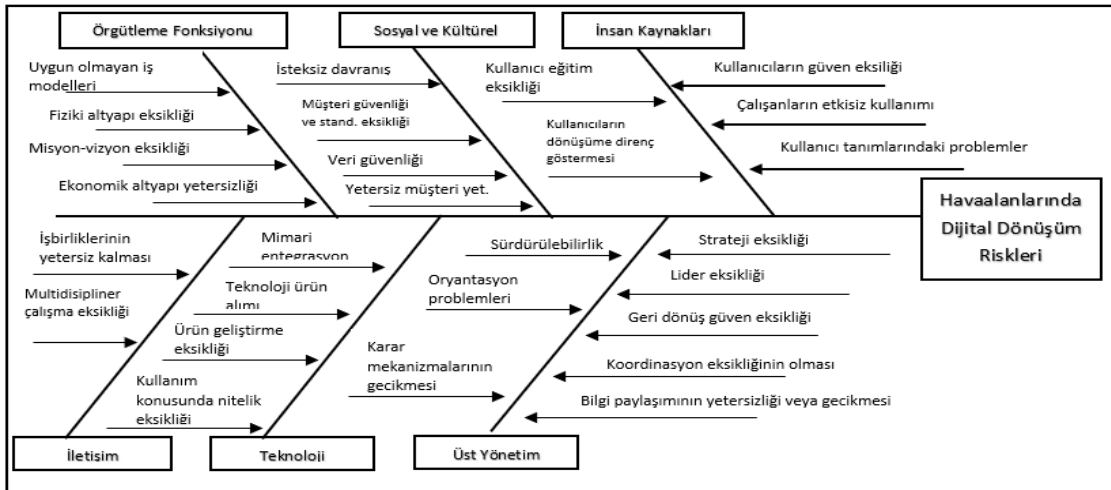 Örgütleme Fonksiyonu
Sosyal ve Kültürel
İnsan Kaynakları
Uygun olmayan iş
modelleri
Fiziki altyapı eksikliği
Misyon-vizyon eksikliği
Ekonomik altyapı yetersizliği
İsteksiz davranış
Müşteri güvenliği
ve stand. eksikliği
Veri güvenliği
Yetersiz müşteri yet.
Kullanıcı eğitim
eksikliği
Kullanıcıların
dönüşüme direnç
göstermesi
Kullanıcıların güven eksiliği
Çalışanların etkisiz kullanımı
Kullanıcı tanımlarındaki problemler
Havaalanlarında
Dijital Dönüşüm
Riskleri
İşbirliklerinin
yetersiz kalması
Multidisipliner
çalışma eksikliği
Mimari
entegrasyon
Teknoloji ürün
alımı
Ürün geliştirme
eksikliği
Kullanım
konusunda nitelik
eksikliği
Sürdürülebilirlik
Oryantasyon
problemleri
Karar
mekanizmalarının
gecikmesi
Strateji eksikliği
Lider eksikliği
Geri dönüş güven eksikliği
Koordinasyon eksikliğinin olması
Bilgi paylaşımının yetersizliği veya gecikmesi
İletişim
Teknoloji
Üst Yönetim